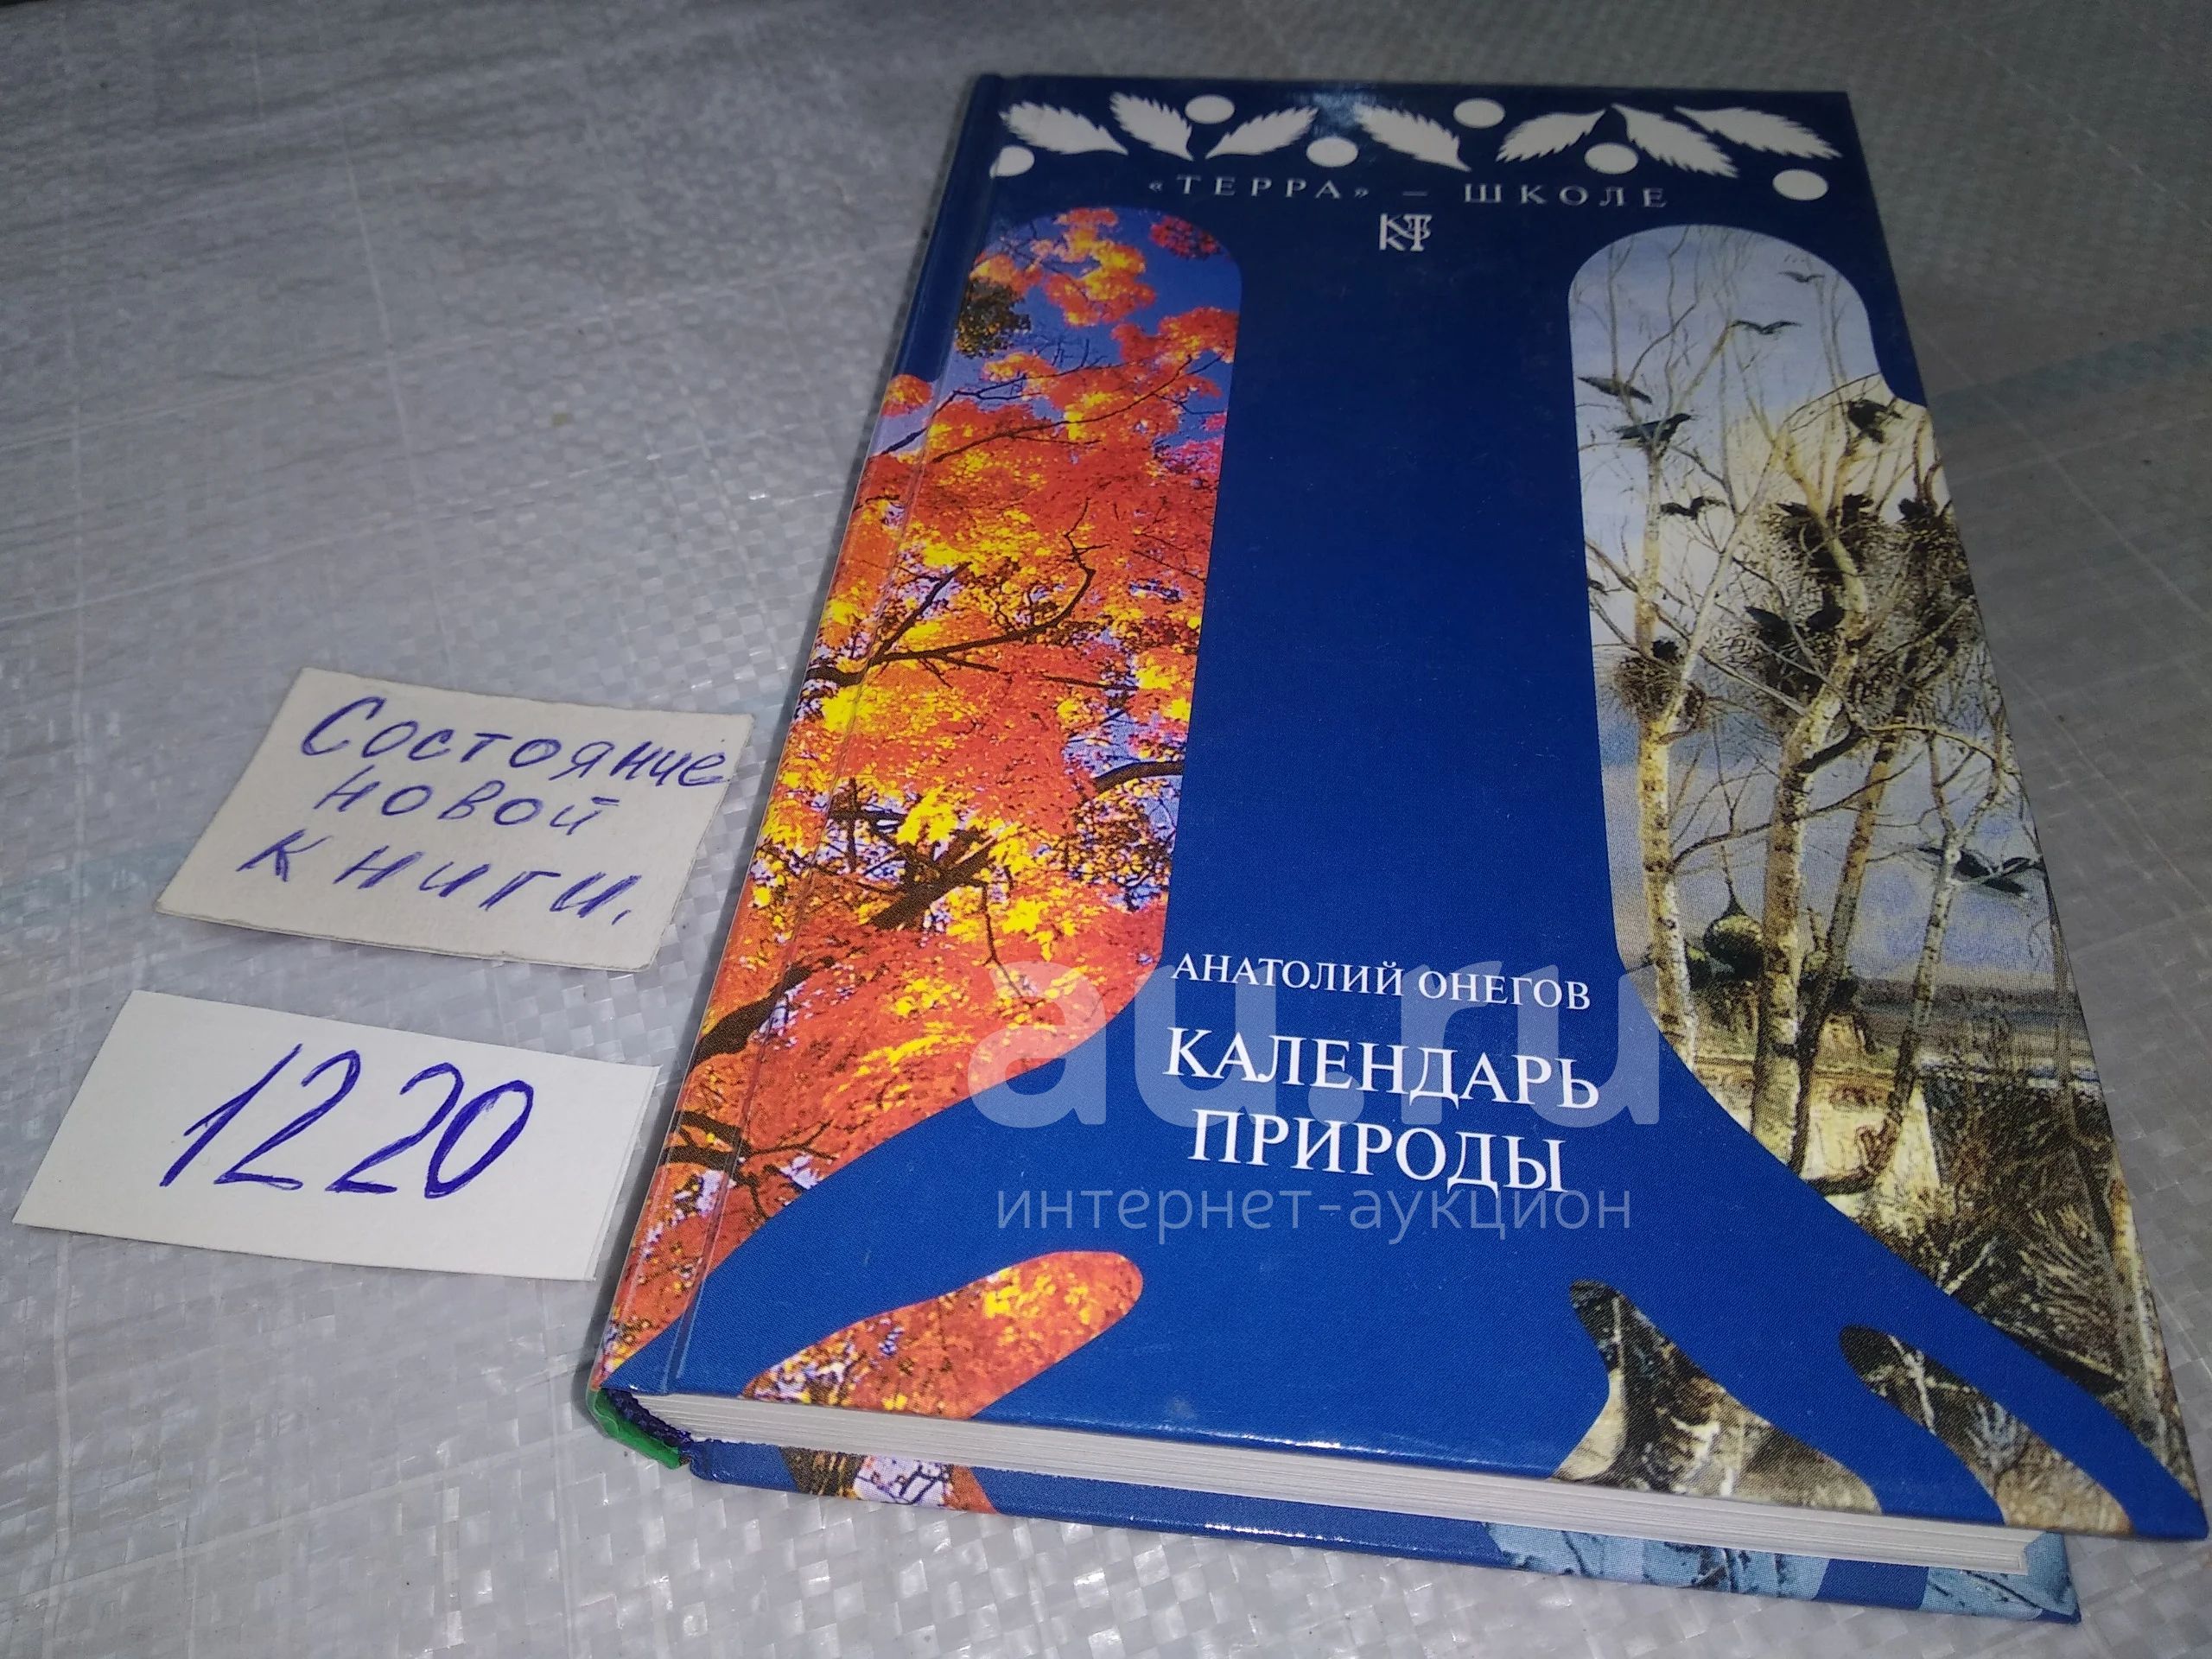 «ТЕРРА» – ШКОЛЕ
Состояние
новой
книги.
1220
АНАТОЛИЙ ОНЕГОВ
КАЛЕНДАРЬ
ПРИРОДЫ
au.ru
интернет-аукцион